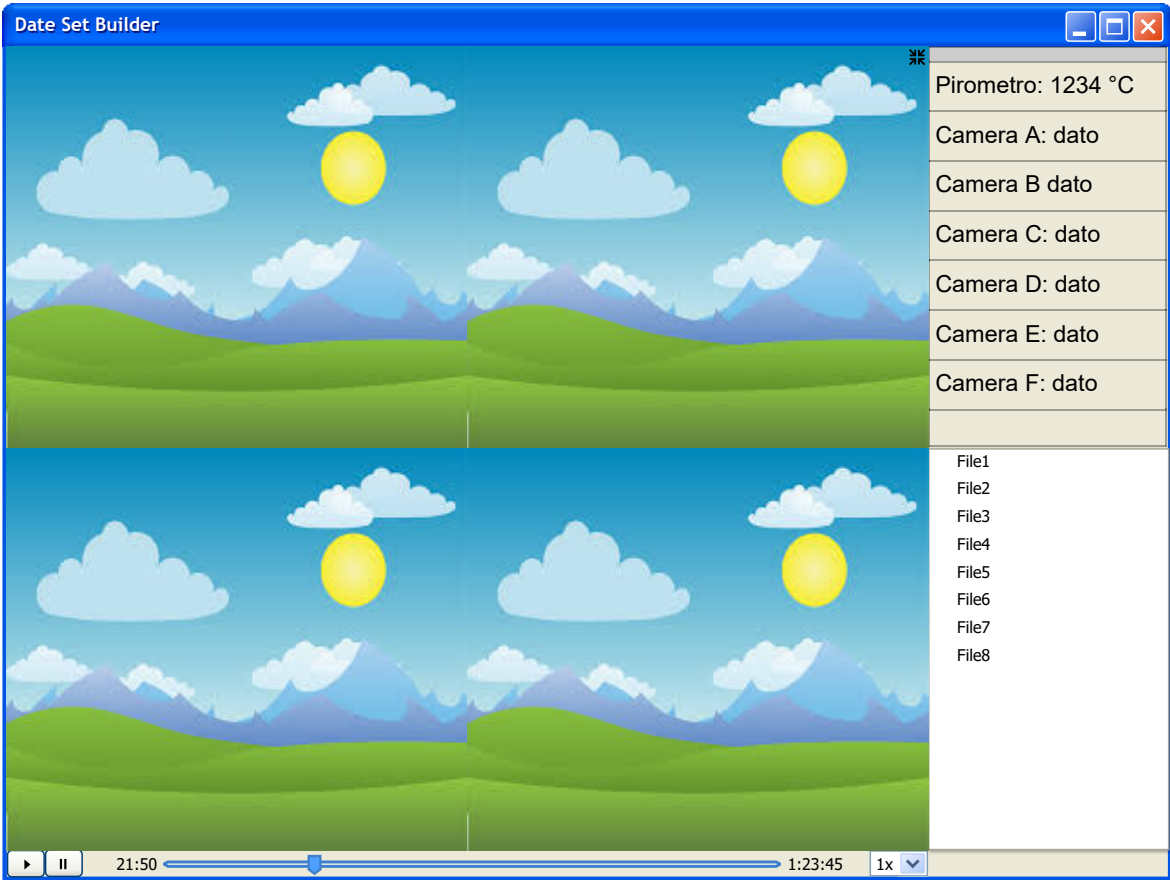 Date Set Builder
Pirometro: 1234 °C
Camera A: dato
Camera B dato
Camera C: dato
Camera D: dato
Camera E: dato
Camera F: dato
File1
File2
File3
File4
File5
File6
File7
File8
21:50 1:23:45 1x